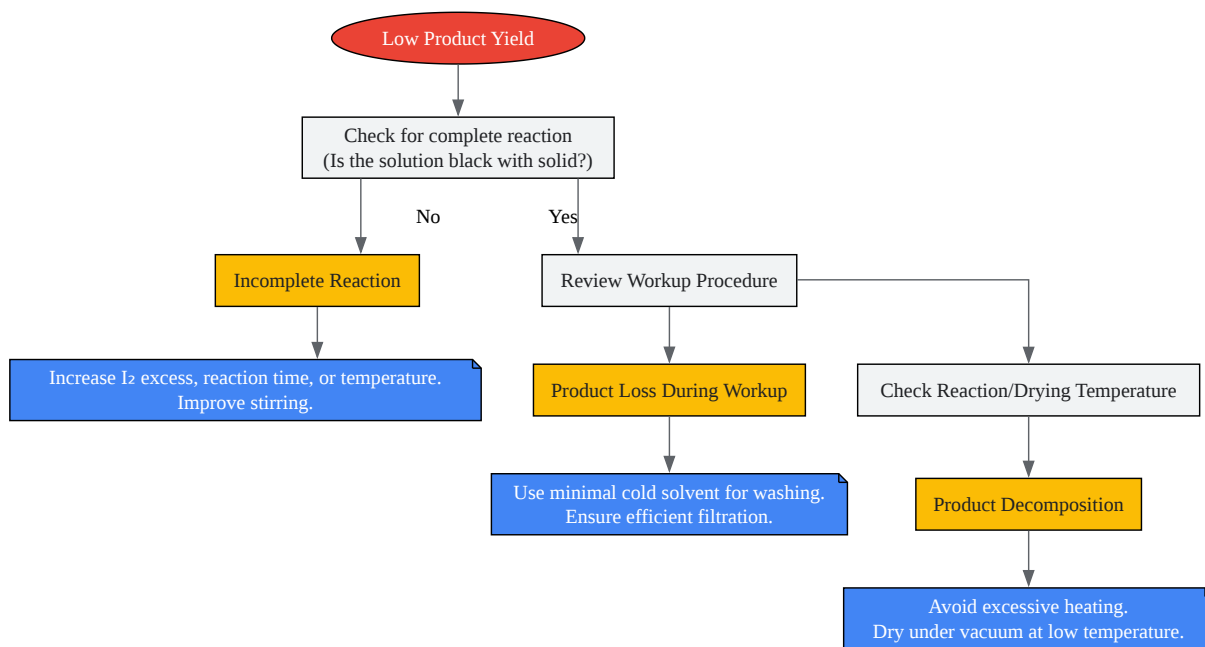 Low Product Yield
Check for complete reaction
(Is the solution black with solid?)
No
Yes
Incomplete Reaction
Review Workup Procedure
Increase I₂ excess, reaction time, or temperature.
Improve stirring.
Product Loss During Workup
Check Reaction/Drying Temperature
Use minimal cold solvent for washing.
Ensure efficient filtration.
Product Decomposition
Avoid excessive heating.
Dry under vacuum at low temperature.